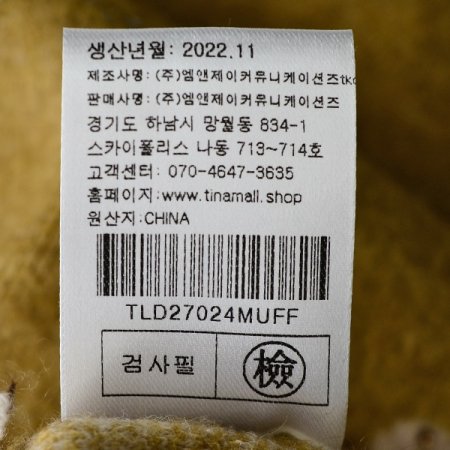 생산년월: 2022.11
제조사명: (주)엠앤제이커뮤니케이션즈tko
판매사명: (주)엠앤제이커뮤니케이션즈
경기도 하남시 망월동 834-1
스카이폴리스 나동 713~714호
고객센터: 070-4647-3635
홈페이지:www.tinamall.shop
원산지:CHINA
TLD27024MUFF
검사필 檢